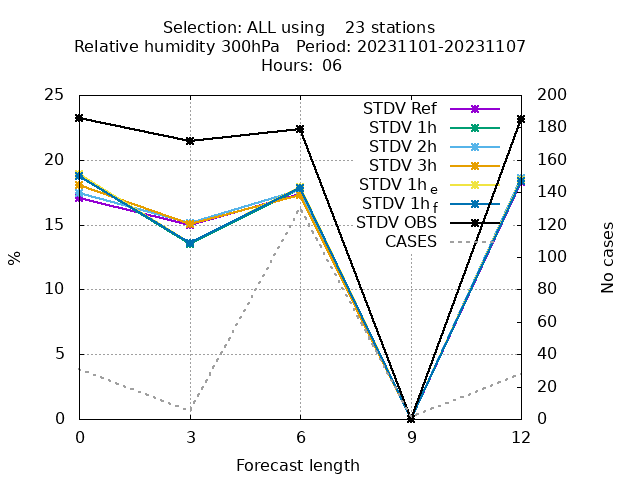 Selection: ALL using    23 stations
Relative humidity 300hPa   Period: 20231101-20231107
Hours: 06
25
20
15
10
5
0
%
200
180
160
140
120
100
80
60
40
20
0
No cases
STDV Ref
STDV 1h
STDV 2h
STDV 3h
STDV 1h e
STDV 1h f
STDV OBS
CASES
0 3 6 9 12
Forecast length